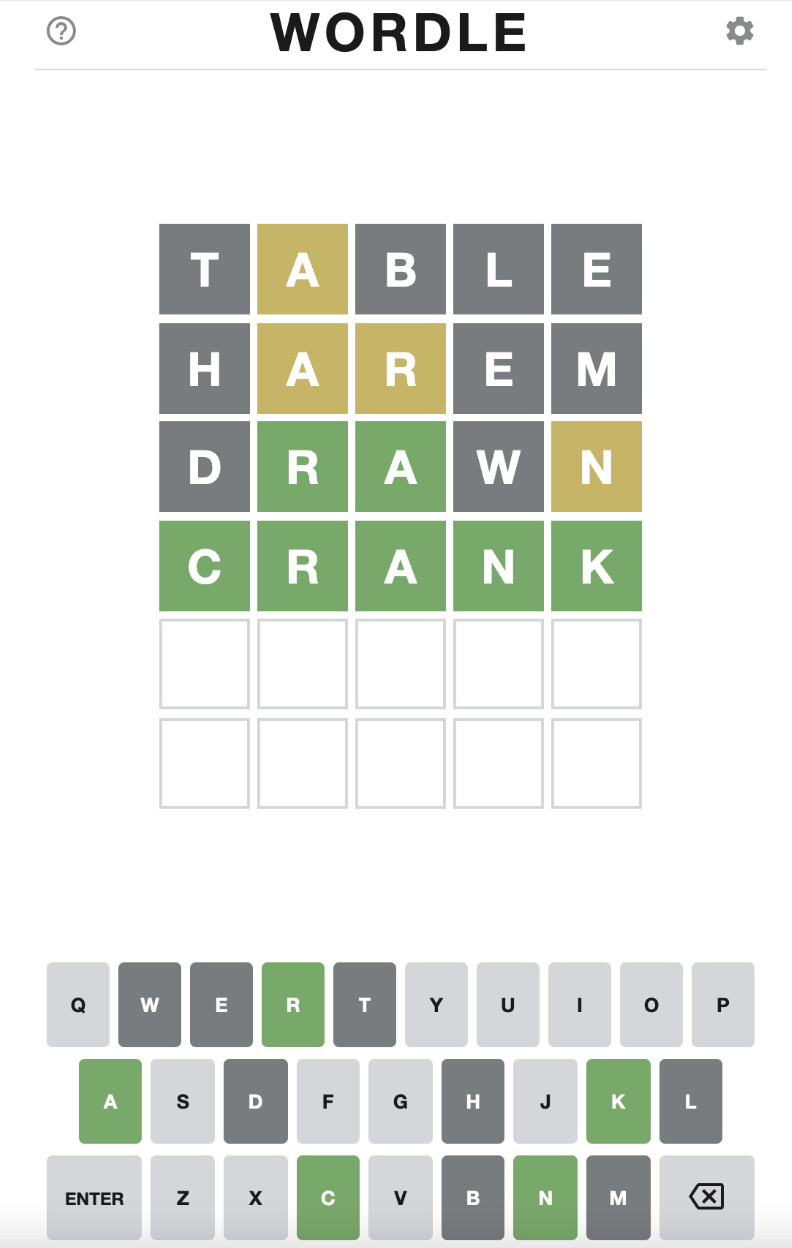 ?
WORDLE
T A B L E
H A R E M
D R A W N
C R A N K
Q W E R T Y U I O P
A S D F G H J K L
ENTER Z X C V B N M